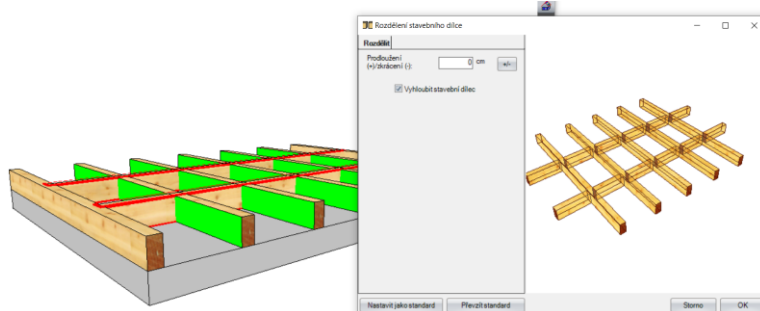 Rozdělení stavebního dílce
Rozdělit
Prodloužení
(+)/zkrácení (-):
0 cm
+/-
Vyhloubit stavební dílec
Nastavit jako standard
Převzít standard
Storno
OK